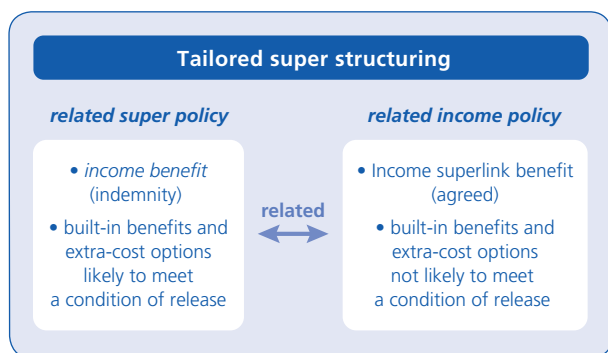 Tailored super structuring
related super policy
• income benefit
(indemnity)
• built-in benefits and
extra-cost options
likely to meet
a condition of release
related
related income policy
• Income superlink benefit
(agreed)
• built-in benefits and
extra-cost options
not likely to meet
a condition of release